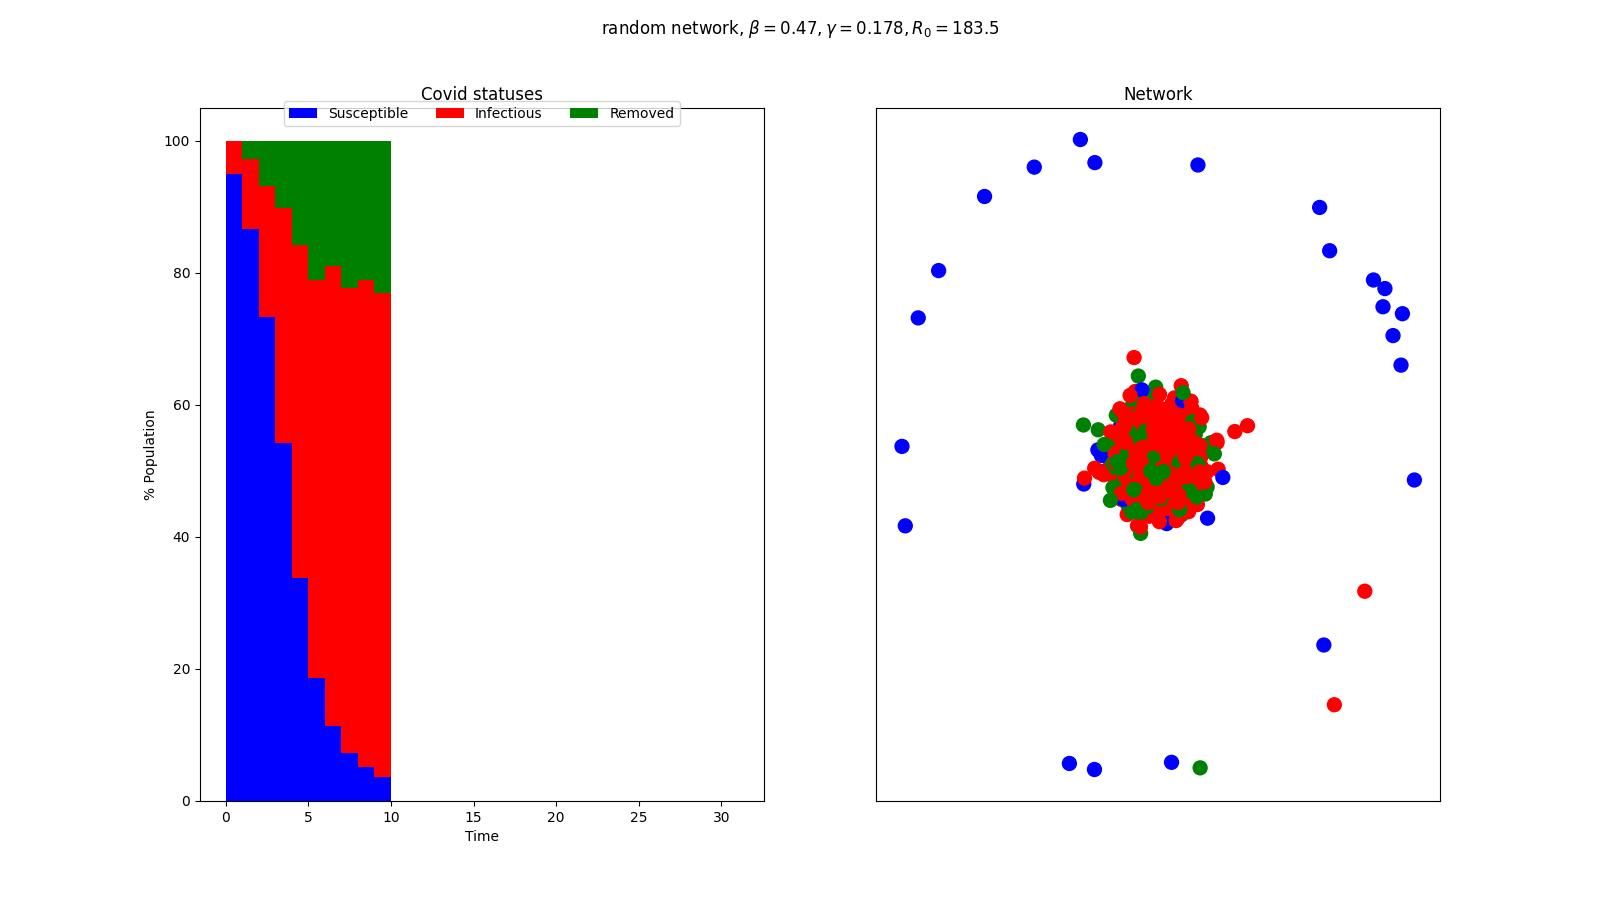 random network, β = 0.47, γ = 0.178, R₀ = 183.5
Covid statuses
Susceptible Infectious Removed
100
80
60
40
20
0
% Population
0 5 10 15 20 25 30
Time
Network